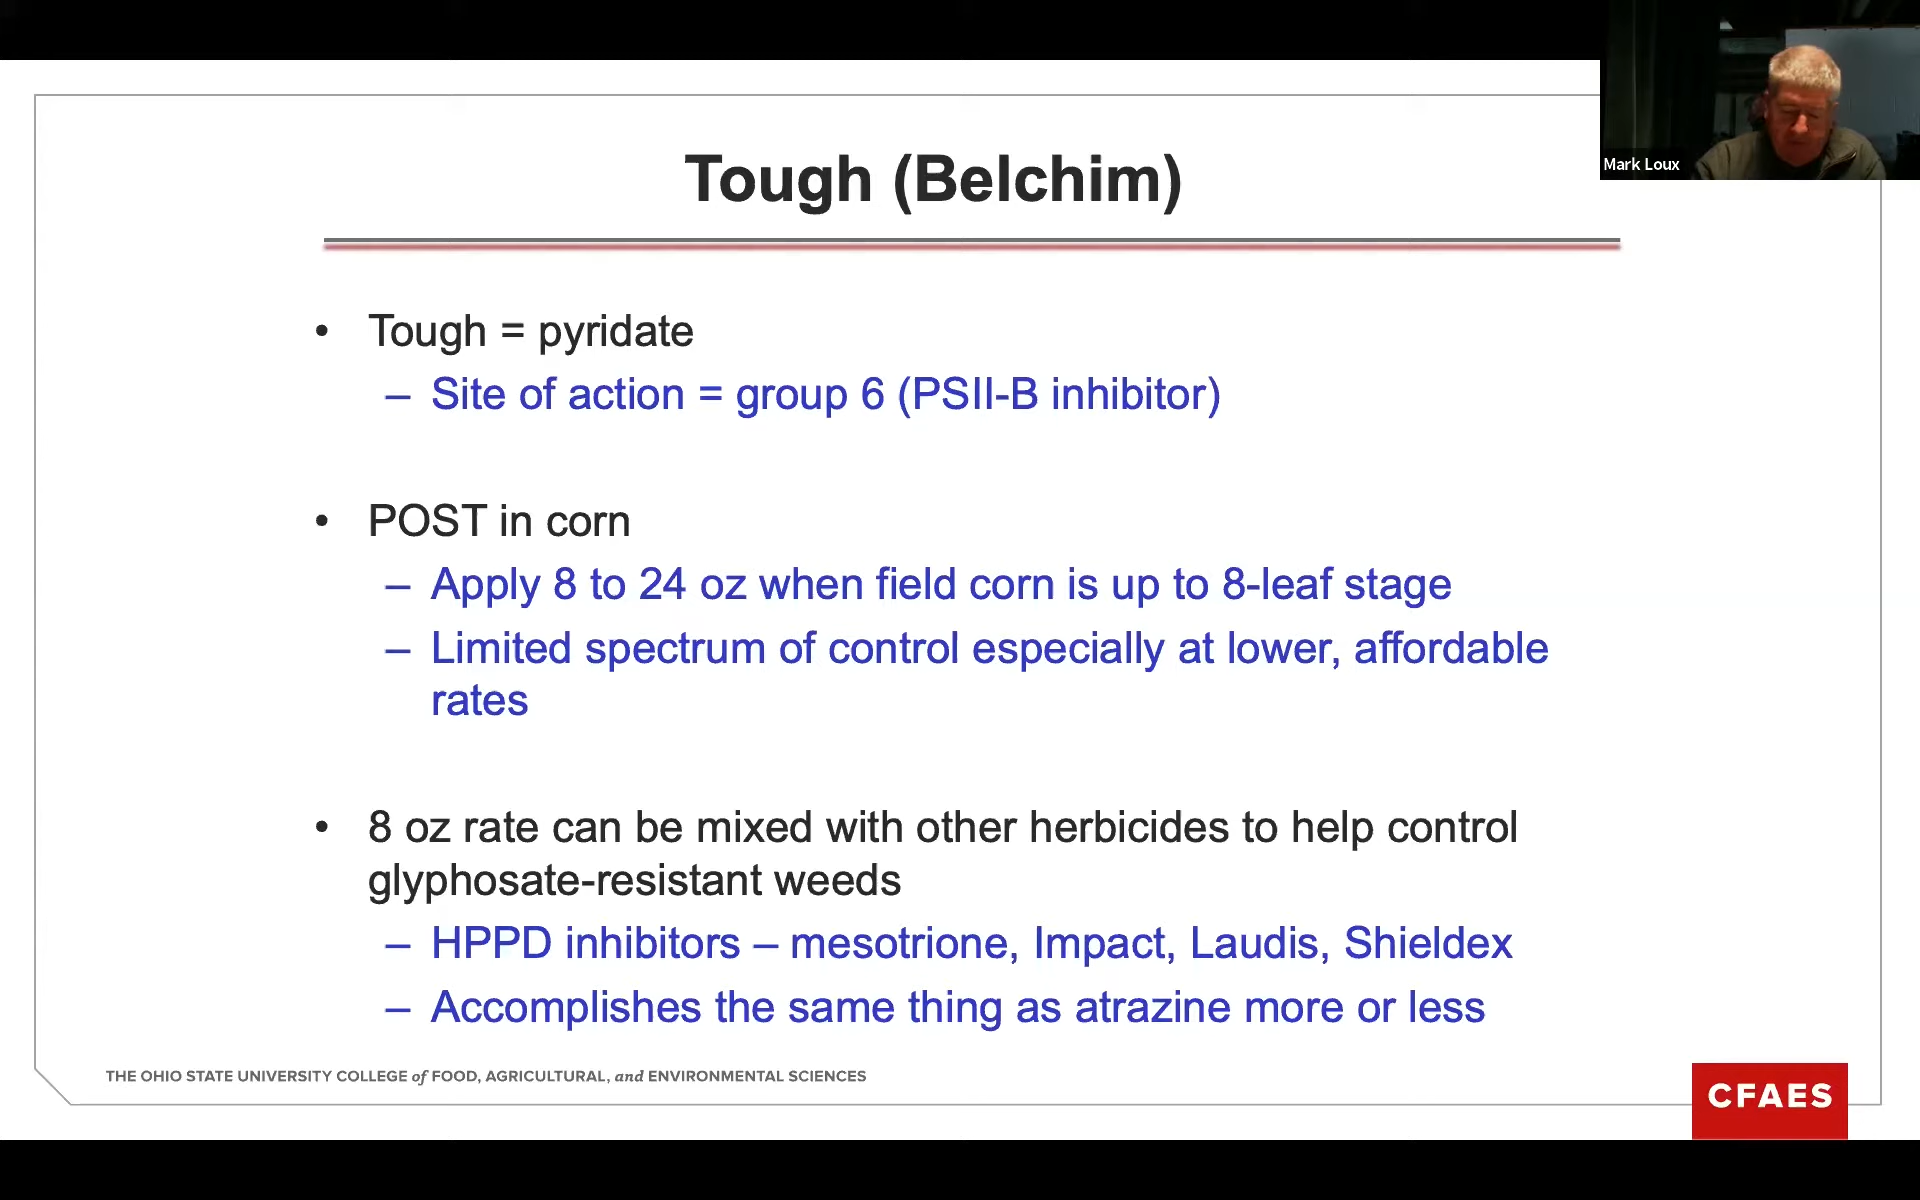 Mark Loux
Tough (Belchim)
• Tough = pyridate
– Site of action = group 6 (PSII-B inhibitor)
• POST in corn
– Apply 8 to 24 oz when field corn is up to 8-leaf stage
– Limited spectrum of control especially at lower, affordable
rates
• 8 oz rate can be mixed with other herbicides to help control
glyphosate-resistant weeds
– HPPD inhibitors – mesotrione, Impact, Laudis, Shieldex
– Accomplishes the same thing as atrazine more or less
THE OHIO STATE UNIVERSITY COLLEGE of FOOD, AGRICULTURAL, and ENVIRONMENTAL SCIENCES
CFAES